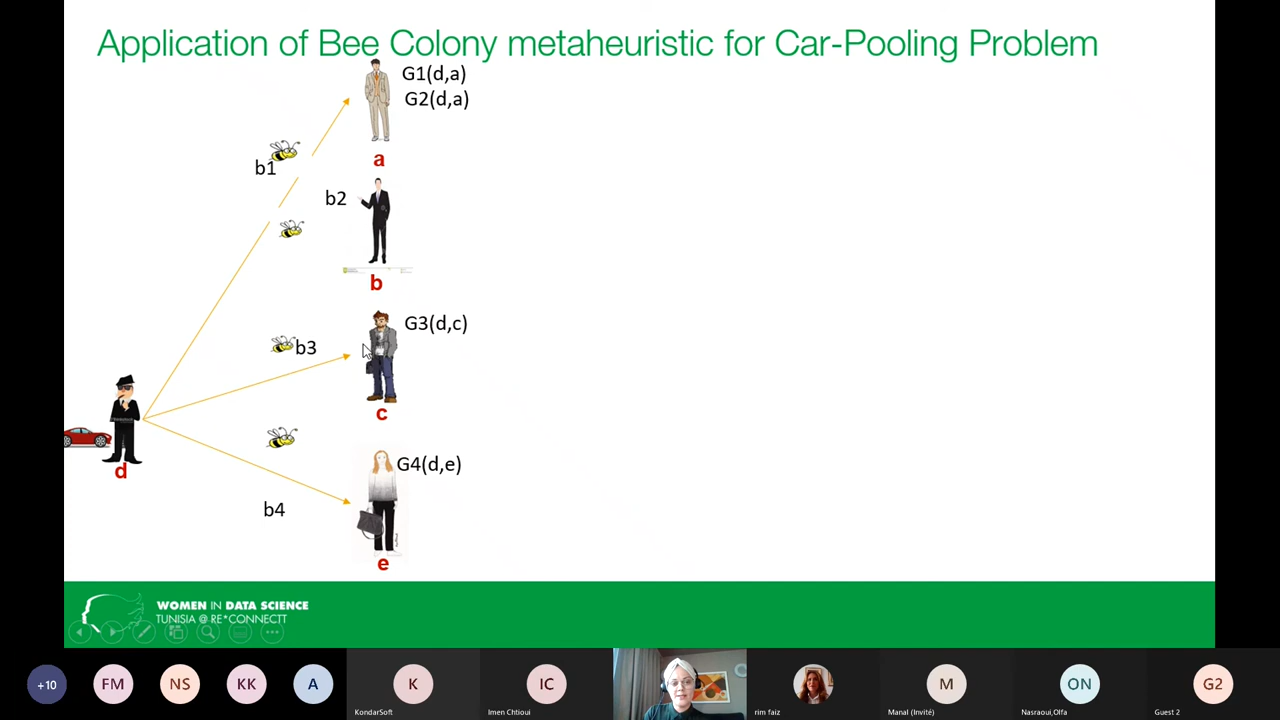 Application of Bee Colony metaheuristic for Car-Pooling Problem
G1(d,a)
G2(d,a)
b1
a
b2
b
G3(d,c)
b3
c
d
G4(d,e)
b4
e
WOMEN IN DATA SCIENCE
TUNISIA @ RE*CONNECTT
+10
FM
NS
KK
A
K
KondarSoft
IC
Imen Chtioui
rim faiz
M
Manal (Invité)
ON
Nasraoui,Olfa
G2
Guest 2